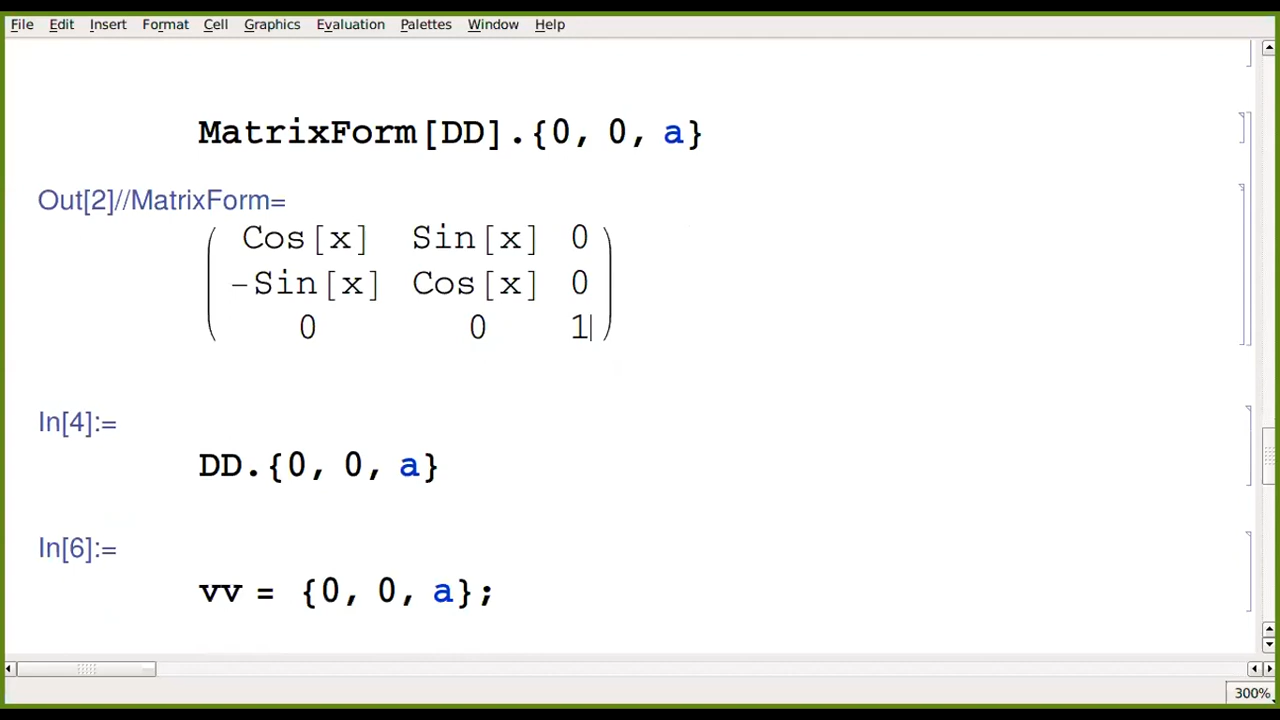 File Edit Insert Format Cell Graphics Evaluation Palettes Window Help
MatrixForm[DD].{0, 0, a}
Out[2]//MatrixForm=
Cos[x] Sin[x] 0
-Sin[x] Cos[x] 0
0 0 1
In[4]:=
DD.{0, 0, a}
In[6]:=
vv = {0, 0, a};
300%